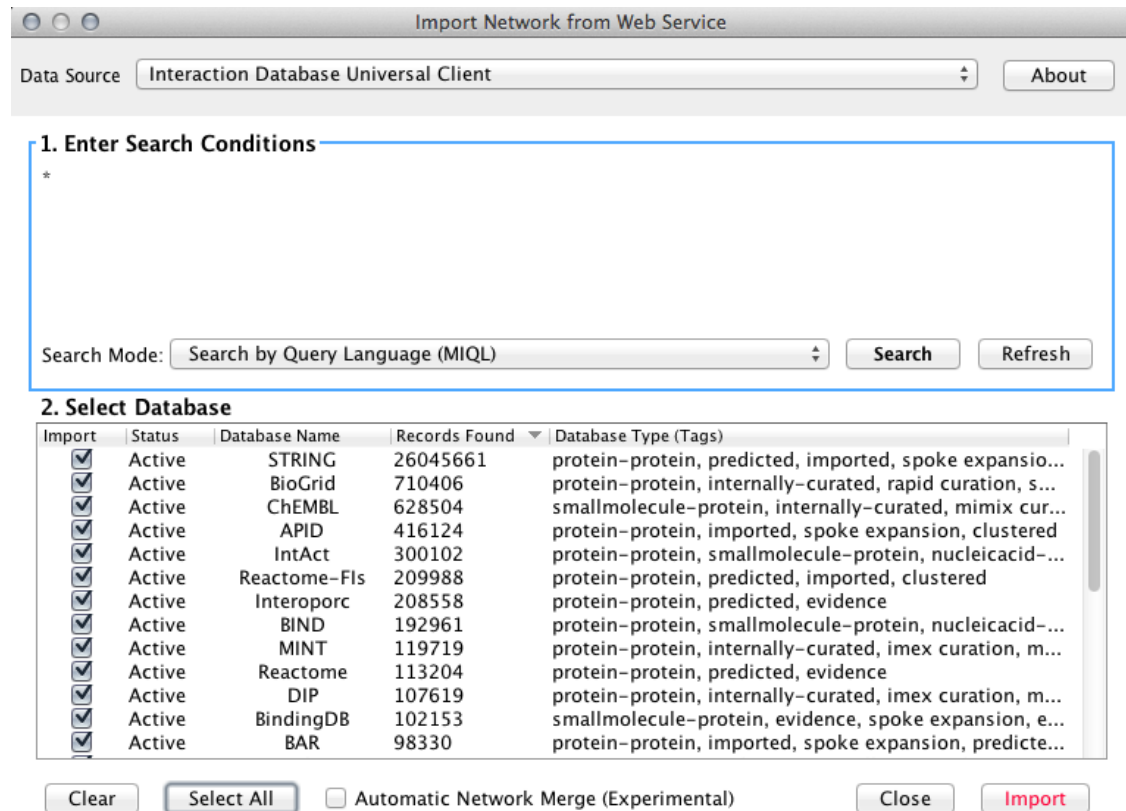 Import Network from Web Service
Data Source Interaction Database Universal Client About
1. Enter Search Conditions
*
Search Mode: Search by Query Language (MIQL) Search Refresh
2. Select Database
Import Status Database Name Records Found Database Type (Tags)
Active STRING 26045661 protein-protein, predicted, imported, spoke expansio...
Active BioGrid 710406 protein-protein, internally-curated, rapid curation, s...
Active ChEMBL 628504 smallmolecule-protein, internally-curated, mimix cur...
Active APID 416124 protein-protein, imported, spoke expansion, clustered
Active IntAct 300102 protein-protein, smallmolecule-protein, nucleicacid-...
Active Reactome-FIs 209988 protein-protein, predicted, imported, clustered
Active Interoporc 208558 protein-protein, predicted, evidence
Active BIND 192961 protein-protein, smallmolecule-protein, nucleicacid-...
Active MINT 119719 protein-protein, internally-curated, imex curation, m...
Active Reactome 113204 protein-protein, predicted, evidence
Active DIP 107619 protein-protein, internally-curated, imex curation, m...
Active BindingDB 102153 smallmolecule-protein, evidence, spoke expansion, e...
Active BAR 98330 protein-protein, imported, spoke expansion, predicte...
Clear Select All Automatic Network Merge (Experimental) Close Import